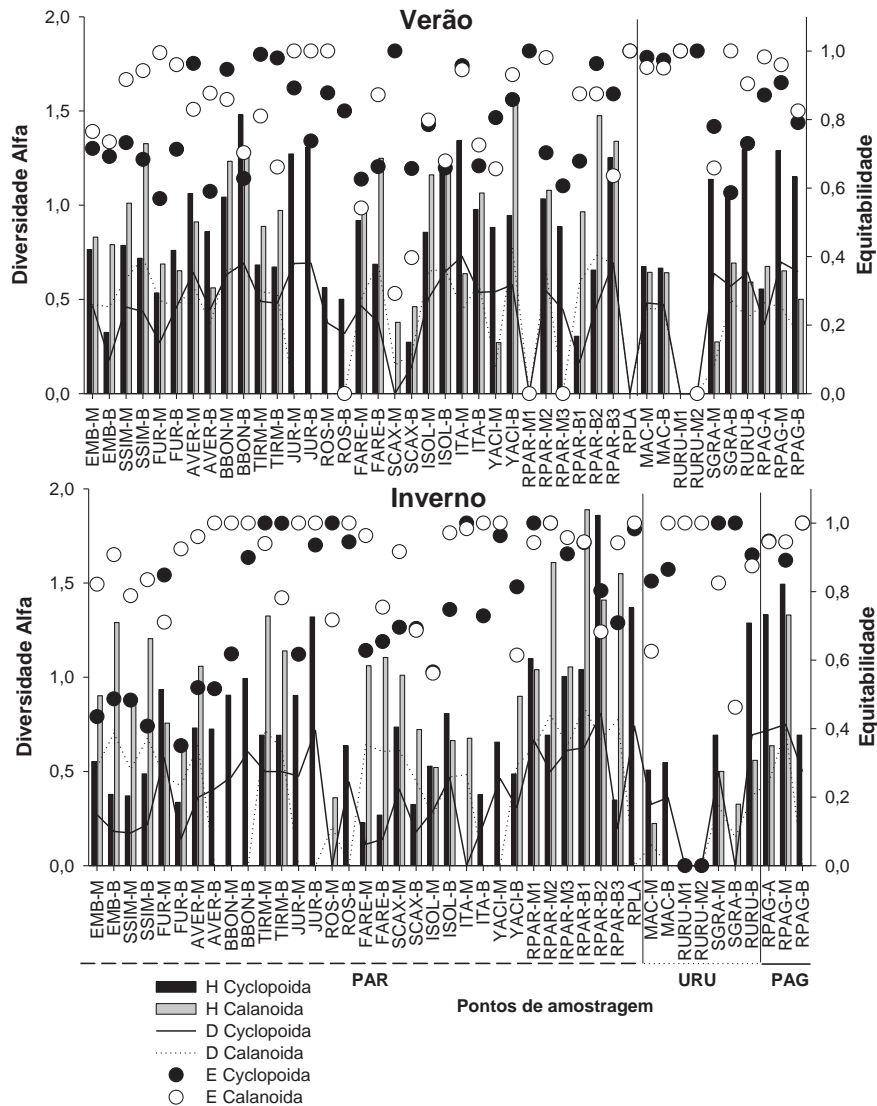 Verão
2,0
1,5
1,0
0,5
0,0
Diversidade Alfa
1,0
0,8
0,6
0,4
0,2
0,0
Equitabilidade
EMB-M
EMB-B
SSIM-M
SSIM-B
FUR-M
FUR-B
AVER-M
AVER-B
BBON-M
BBON-B
TIRM-M
TIRM-B
JUR-M
JUR-B
ROS-M
ROS-B
FARE-M
FARE-B
SCAX-M
SCAX-B
ISOL-M
ISOL-B
ITA-M
ITA-B
YACI-M
YACI-B
RPAR-M1
RPAR-M2
RPAR-M3
RPAR-B1
RPAR-B2
RPAR-B3
RPLA
MAC-M
MAC-B
RURU-M1
RURU-M2
SGRA-M
SGRA-B
RURU-B
RPAG-A
RPAG-M
RPAG-B
Inverno
2,0
1,5
1,0
0,5
0,0
Diversidade Alfa
1,0
0,8
0,6
0,4
0,2
0,0
Equitabilidade
EMB-M
EMB-B
SSIM-M
SSIM-B
FUR-M
FUR-B
AVER-M
AVER-B
BBON-M
BBON-B
TIRM-M
TIRM-B
JUR-M
JUR-B
ROS-M
ROS-B
FARE-M
FARE-B
SCAX-M
SCAX-B
ISOL-M
ISOL-B
ITA-M
ITA-B
YACI-M
YACI-B
RPAR-M1
RPAR-M2
RPAR-M3
RPAR-B1
RPAR-B2
RPAR-B3
RPLA
MAC-M
MAC-B
RURU-M1
RURU-M2
SGRA-M
SGRA-B
RURU-B
RPAG-A
RPAG-M
RPAG-B
PAR
URU
PAG
Pontos de amostragem
H Cyclopoida
H Calanoida
D Cyclopoida
D Calanoida
E Cyclopoida
E Calanoida